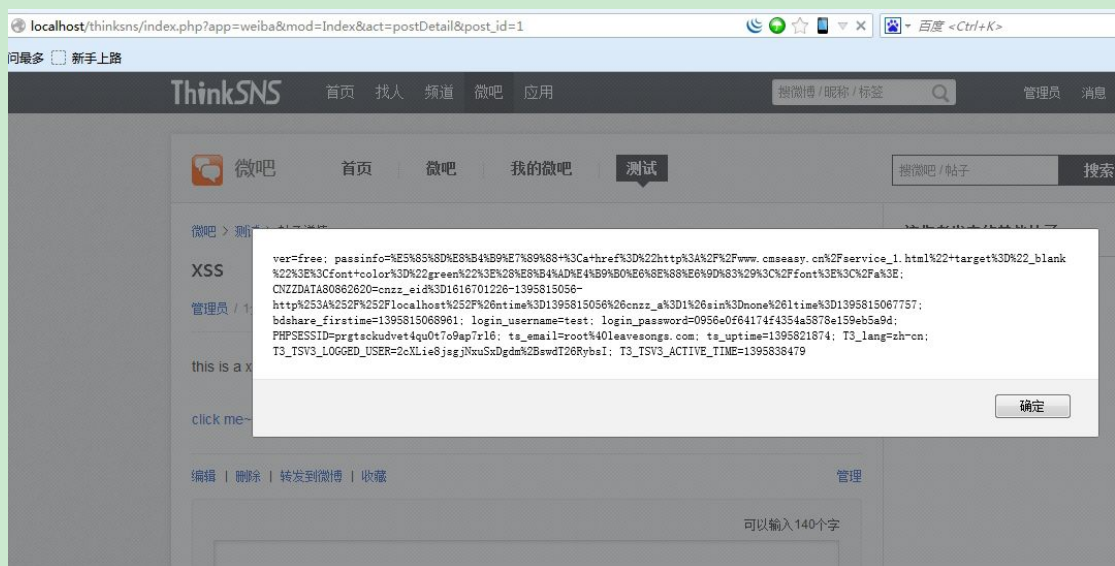 localhost/thinksns/index.php?app=weiba&mod=Index&act=postDetail&post_id=1
百度 <Ctrl+K>
问最多 新手上路
ThinkSNS 首页 找人 频道 微吧 应用 搜微博/昵称/标签 管理员 消息
微吧 首页 微吧 我的微吧 测试 搜微吧/帖子 搜索
微吧 >
ver=free; passinfo=%E5%85%8D%E8%B4%B9%E7%89%88+%3Ca+href%3D%22http%3A%2F%2Fwww.cmseasy.cn%2Fservice_1.html%22+target%3D%22_blank
%22%3E%3Cfont+color%3D%22green%22%3E%28%E8%B4%AD%E4%B9%B0%E6%8E%88%E6%9D%83%29%3C%2Ffont%3E%3C%2Fa%3E;
CNZZDATA80862620=cnzz_eid%3D1616701226-1395815056-
http%253A%252F%252Flocalhost%252F%26ntime%3D1395815056%26cnzz_a%3D1%26sin%3Dnone%26ltime%3D1395815067757;
bdshare_firstime=1395815068961; login_username=test; login_password=0956e0f64174f4354a5878e159eb5a9d;
PHPSESSID=prgtsckudvet4qu0t7o9ap7rl6; ts_email=root%40leavesongs.com; ts_uptime=1395821874; T3_lang=zh-cn;
T3_TSV3_LOGGED_USER=2cXLie8jsgjNxuSxDgdm%2BswdT26RybsI; T3_TSV3_ACTIVE_TIME=1395838479
XSS
管理员 /
this is a x
确定
click me~
编辑 | 删除 | 转发到微博 | 收藏 管理
可以输入140个字